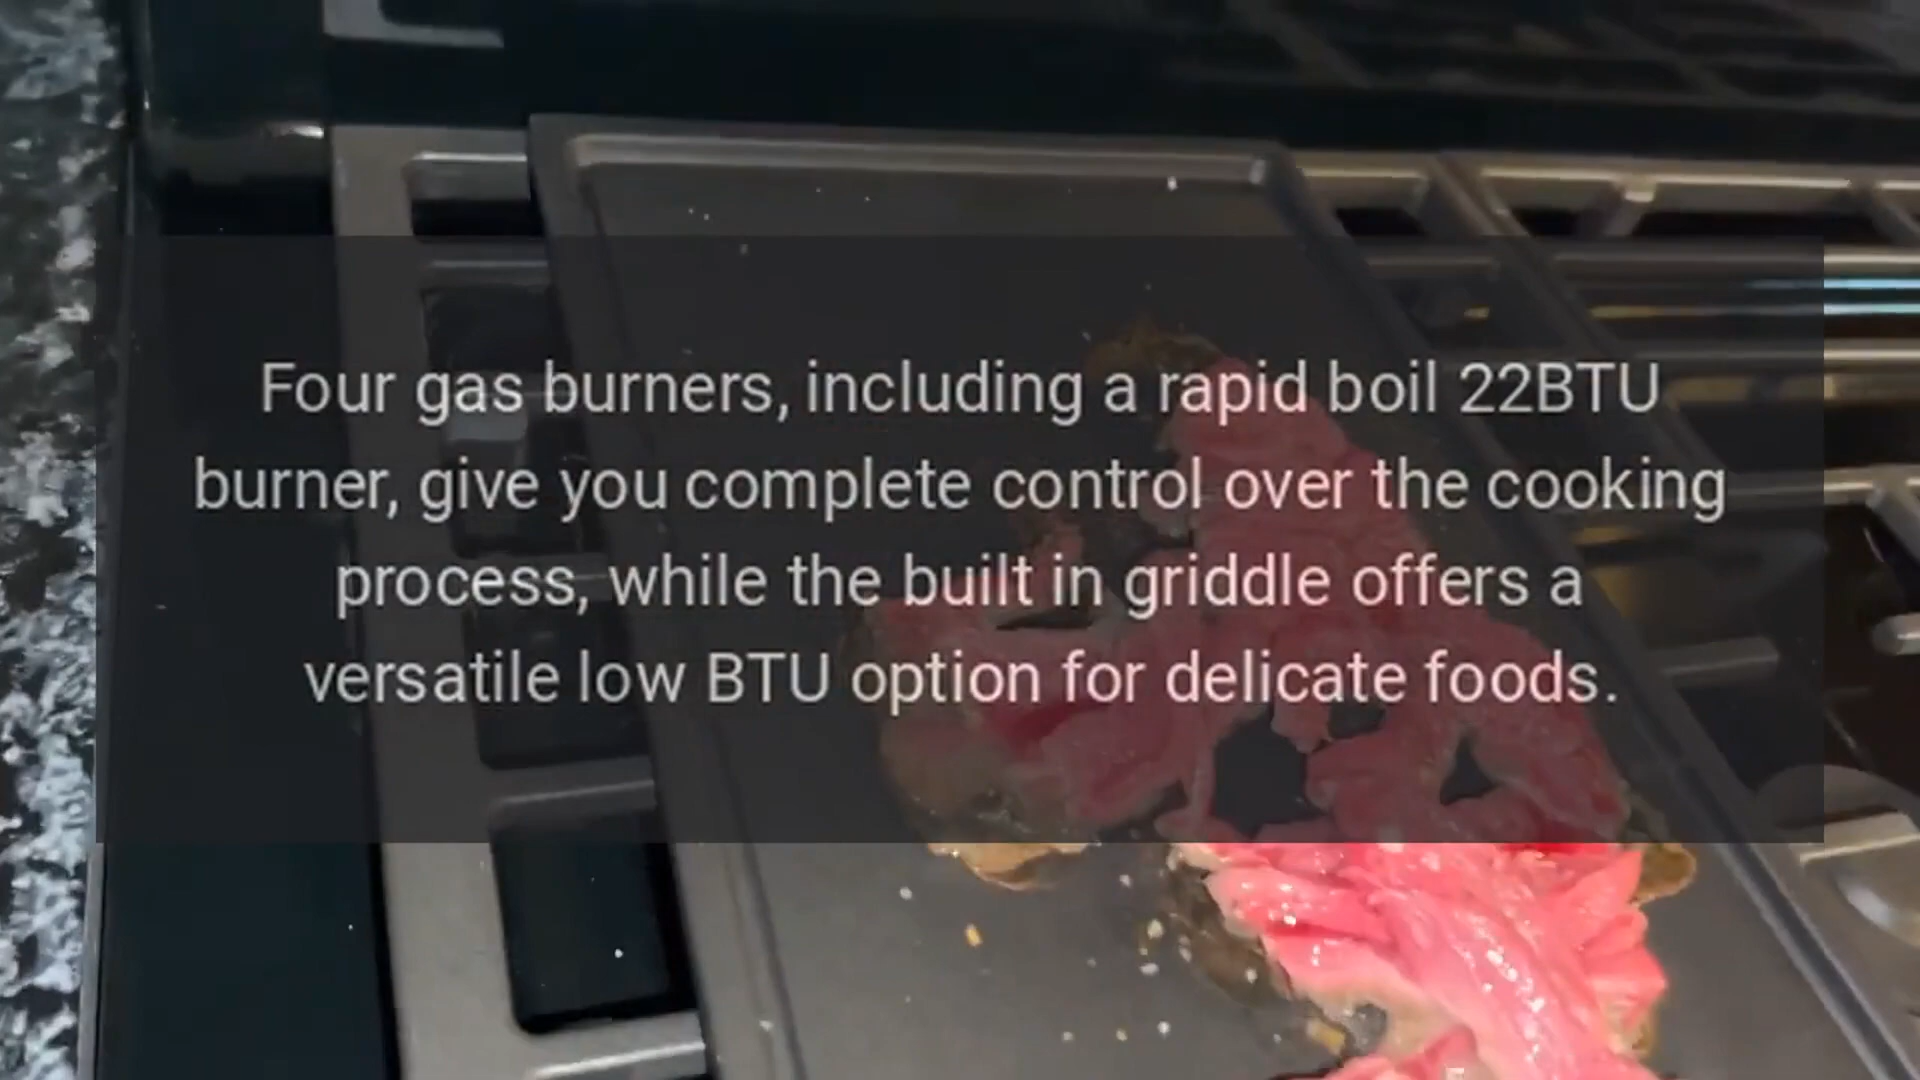 Four gas burners, including a rapid boil 22BTU
burner, give you complete control over the cooking
process, while the built in griddle offers a
versatile low BTU option for delicate foods.